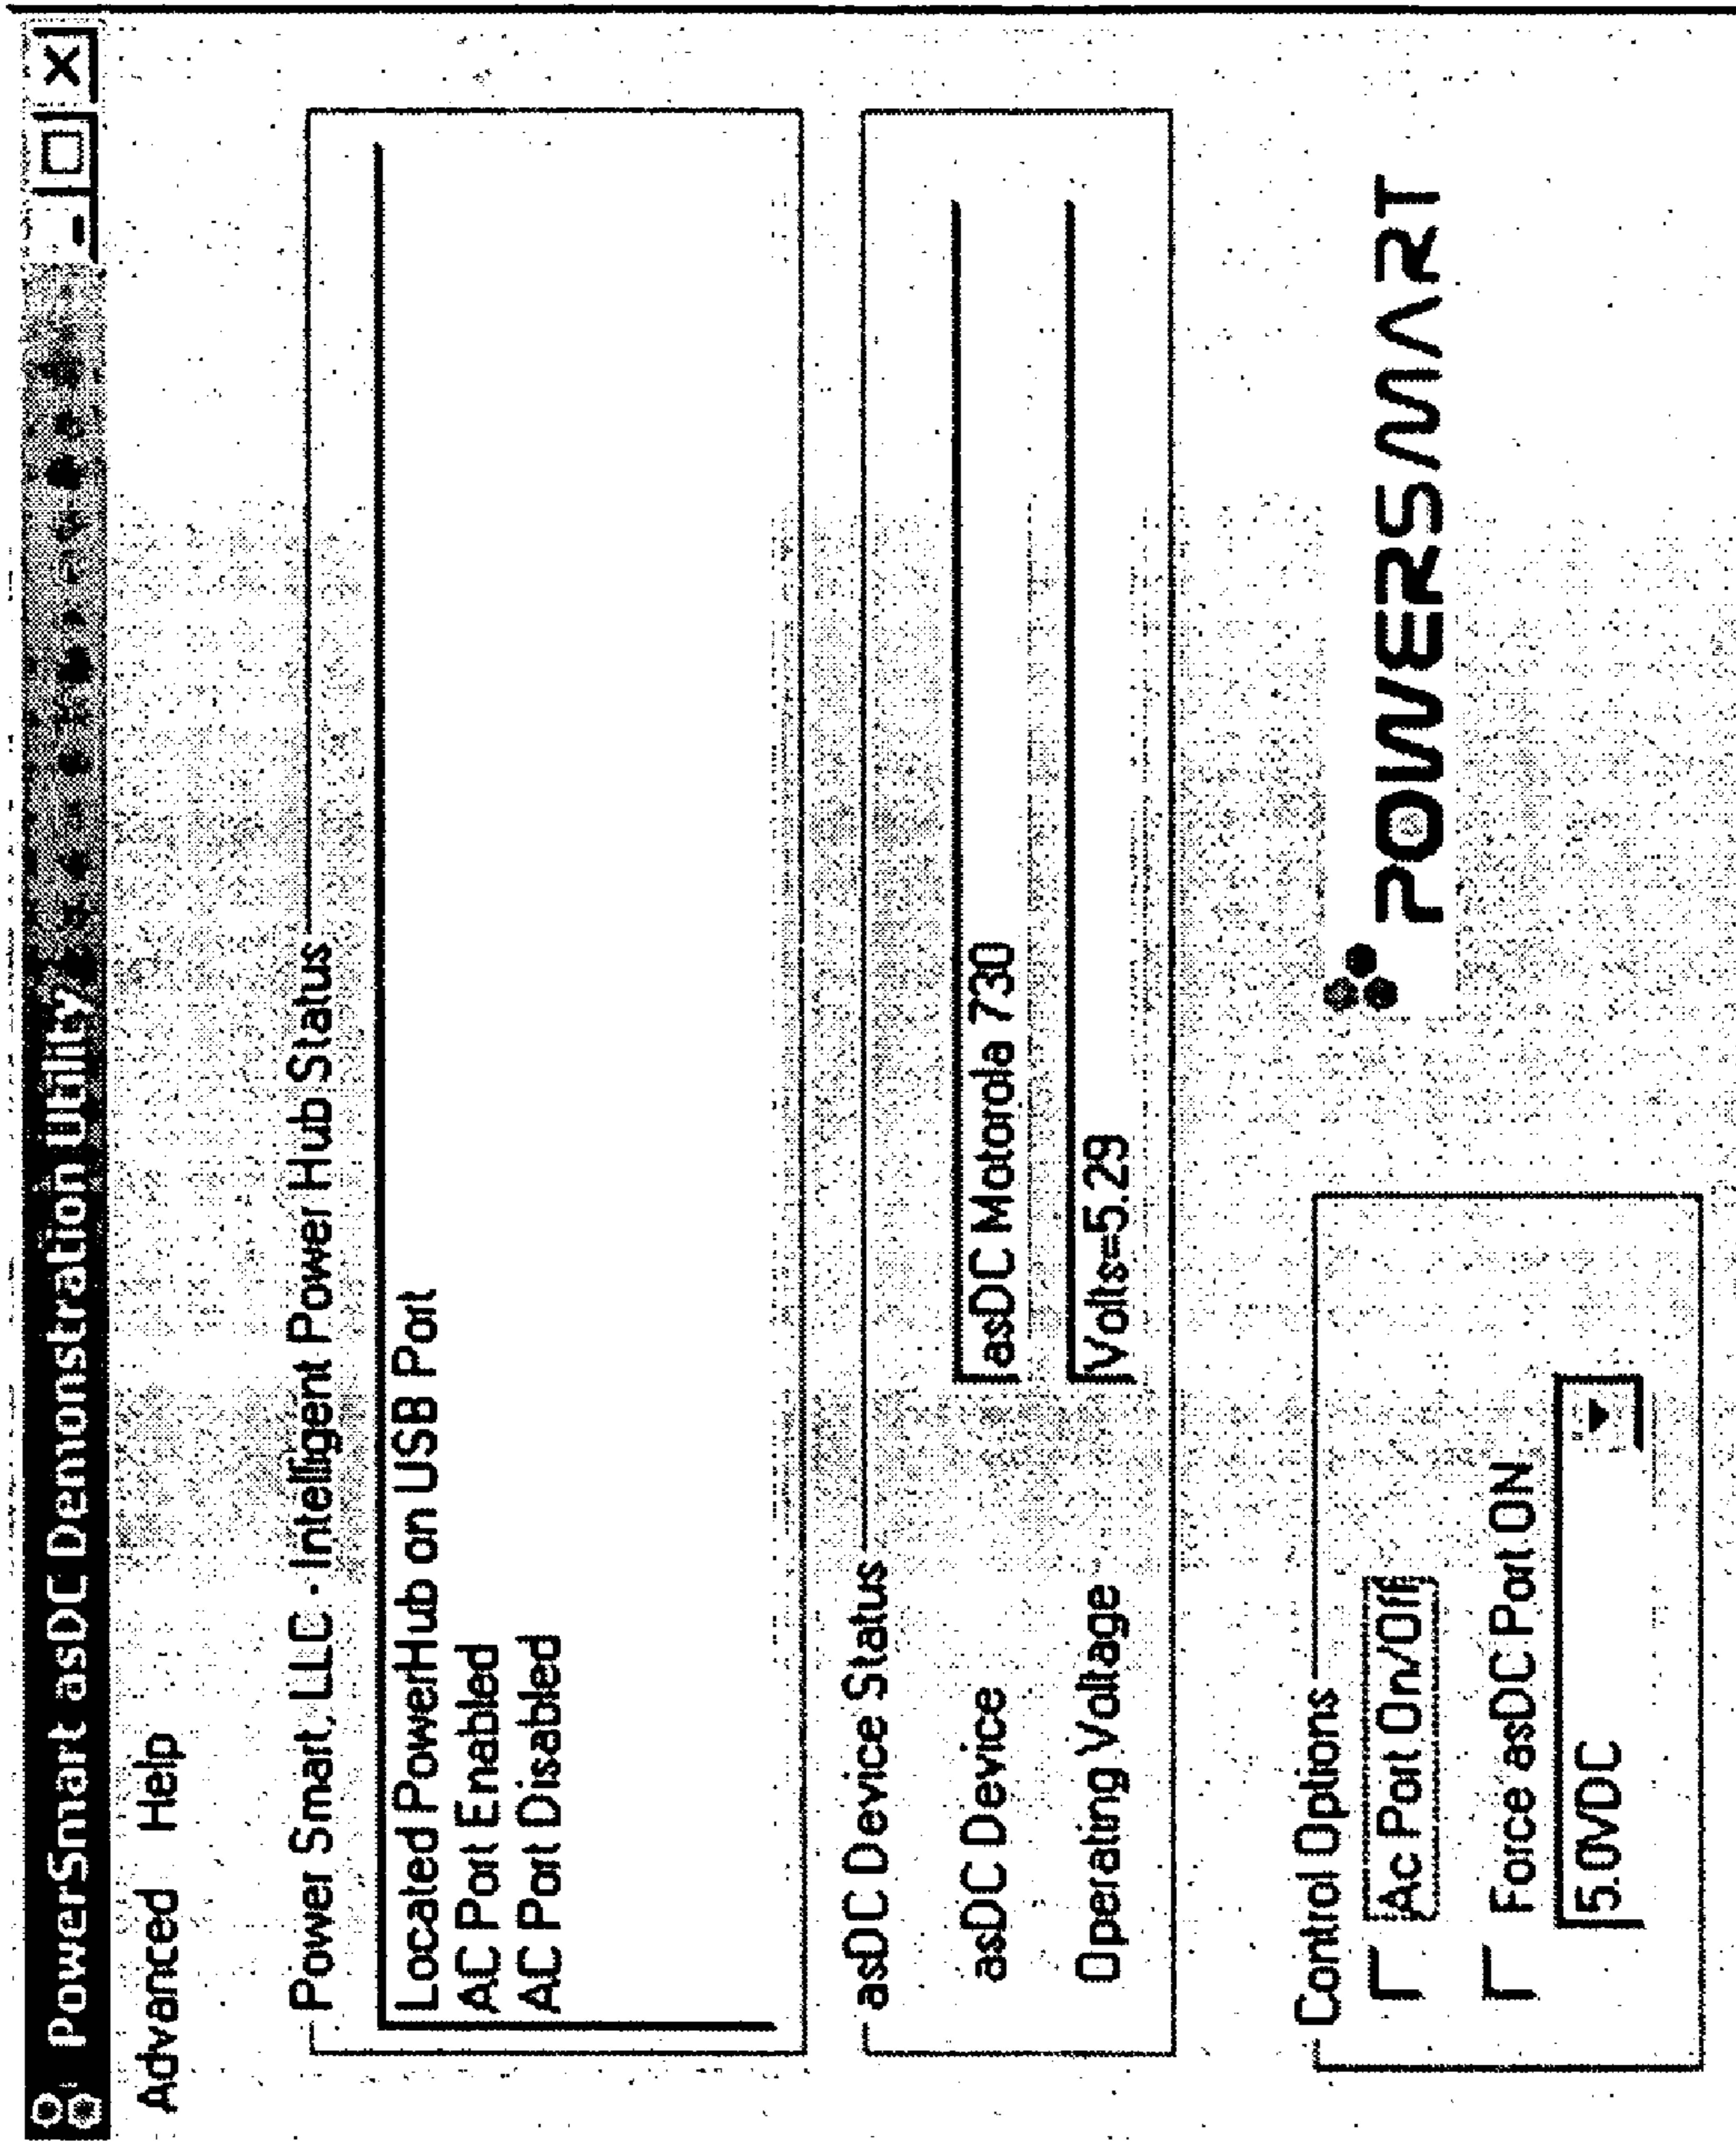 PowerSmart asDC Demonstration Utility
Advanced Help
Power Smart, LLC - Intelligent Power Hub Status
Located PowerHub on USB Port
AC Port Enabled
AC Port Disabled
asDC Device Status
asDC Device
asDC Motorola 730
Operating Voltage
Volts=5.29
Control Options
Ac Port On/Off
Force asDC Port ON
5.0VDC
POWERSMART